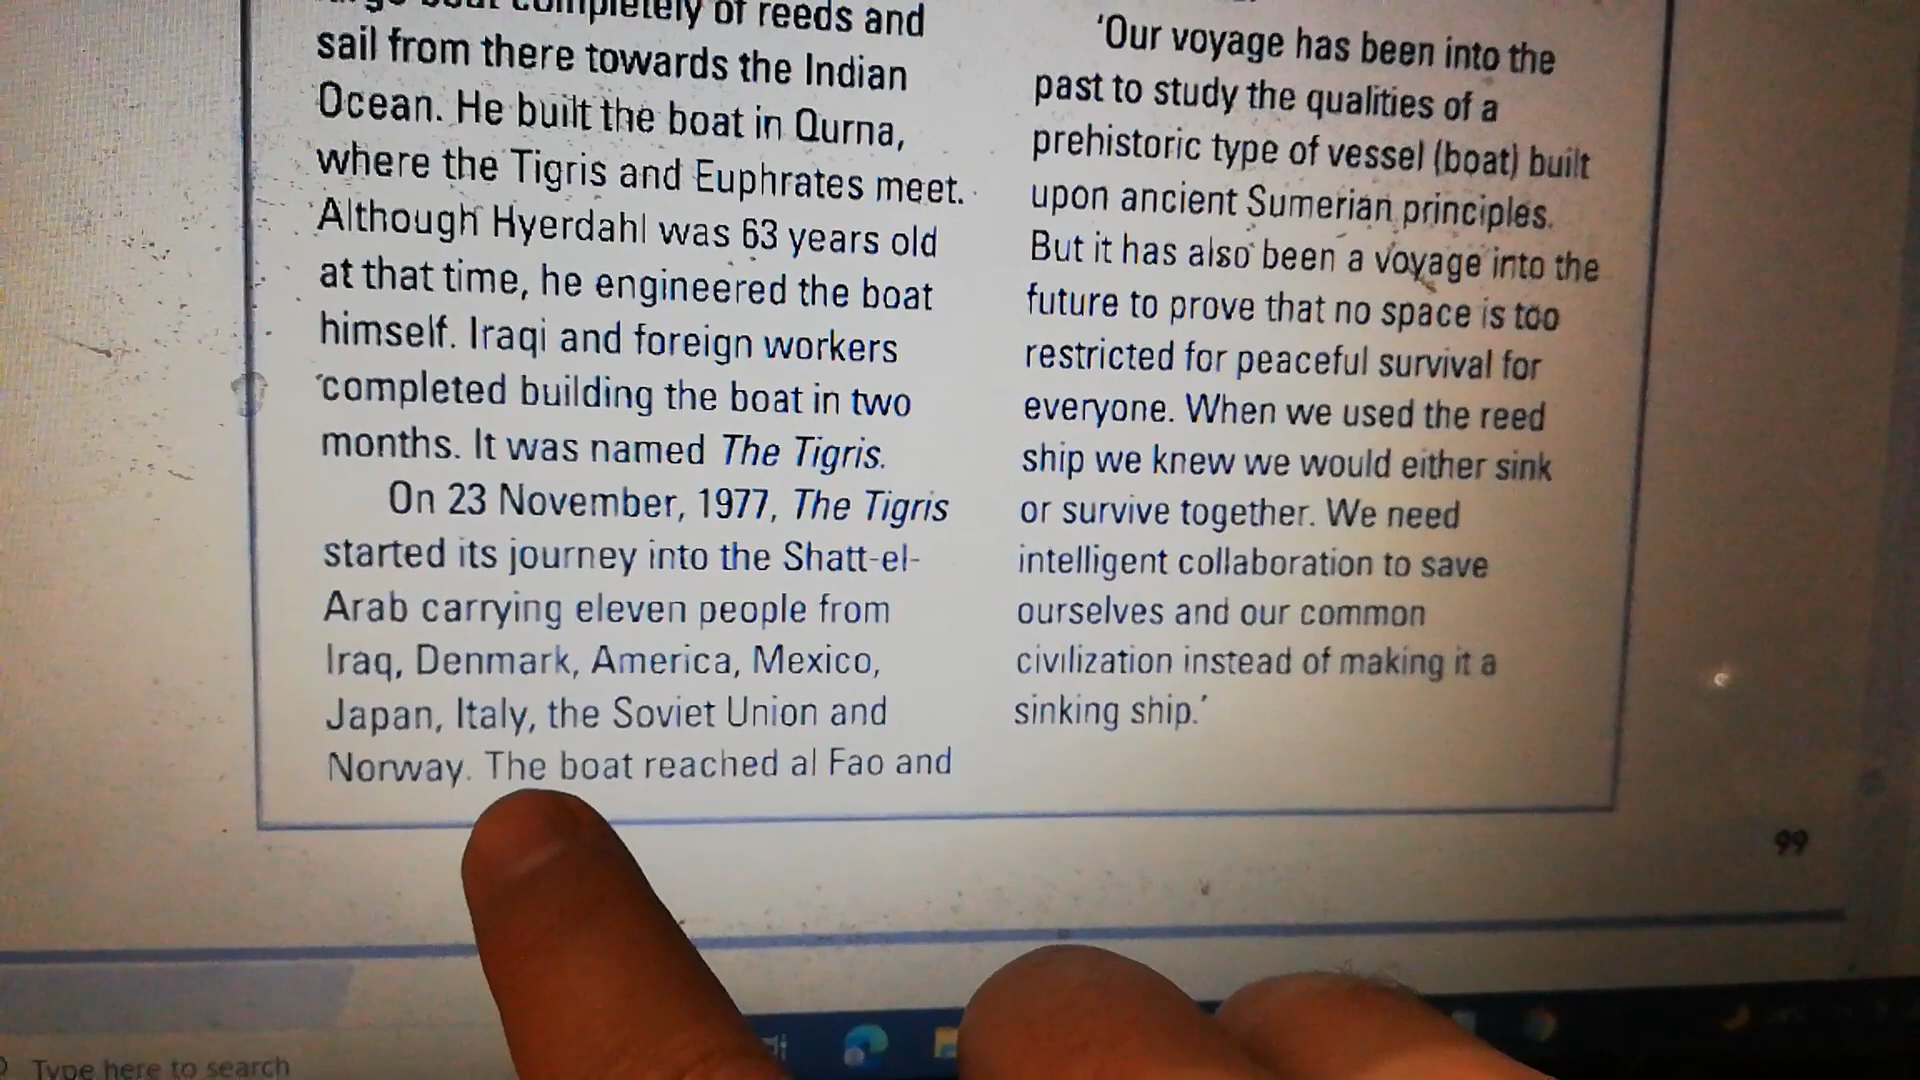 completely of reeds and
sail from there towards the Indian
Ocean. He built the boat in Qurna,
where the Tigris and Euphrates meet.
Although Hyerdahl was 63 years old
at that time, he engineered the boat
himself. Iraqi and foreign workers
completed building the boat in two
months. It was named The Tigris.
On 23 November, 1977, The Tigris
started its journey into the Shatt-el-
Arab carrying eleven people from
Iraq, Denmark, America, Mexico,
Japan, Italy, the Soviet Union and
Norway. The boat reached al Fao and
'Our voyage has been into the
past to study the qualities of a
prehistoric type of vessel (boat) built
upon ancient Sumerian principles.
But it has also been a voyage into the
future to prove that no space is too
restricted for peaceful survival for
everyone. When we used the reed
ship we knew we would either sink
or survive together. We need
intelligent collaboration to save
ourselves and our common
civilization instead of making it a
sinking ship.'
99
Type here to search